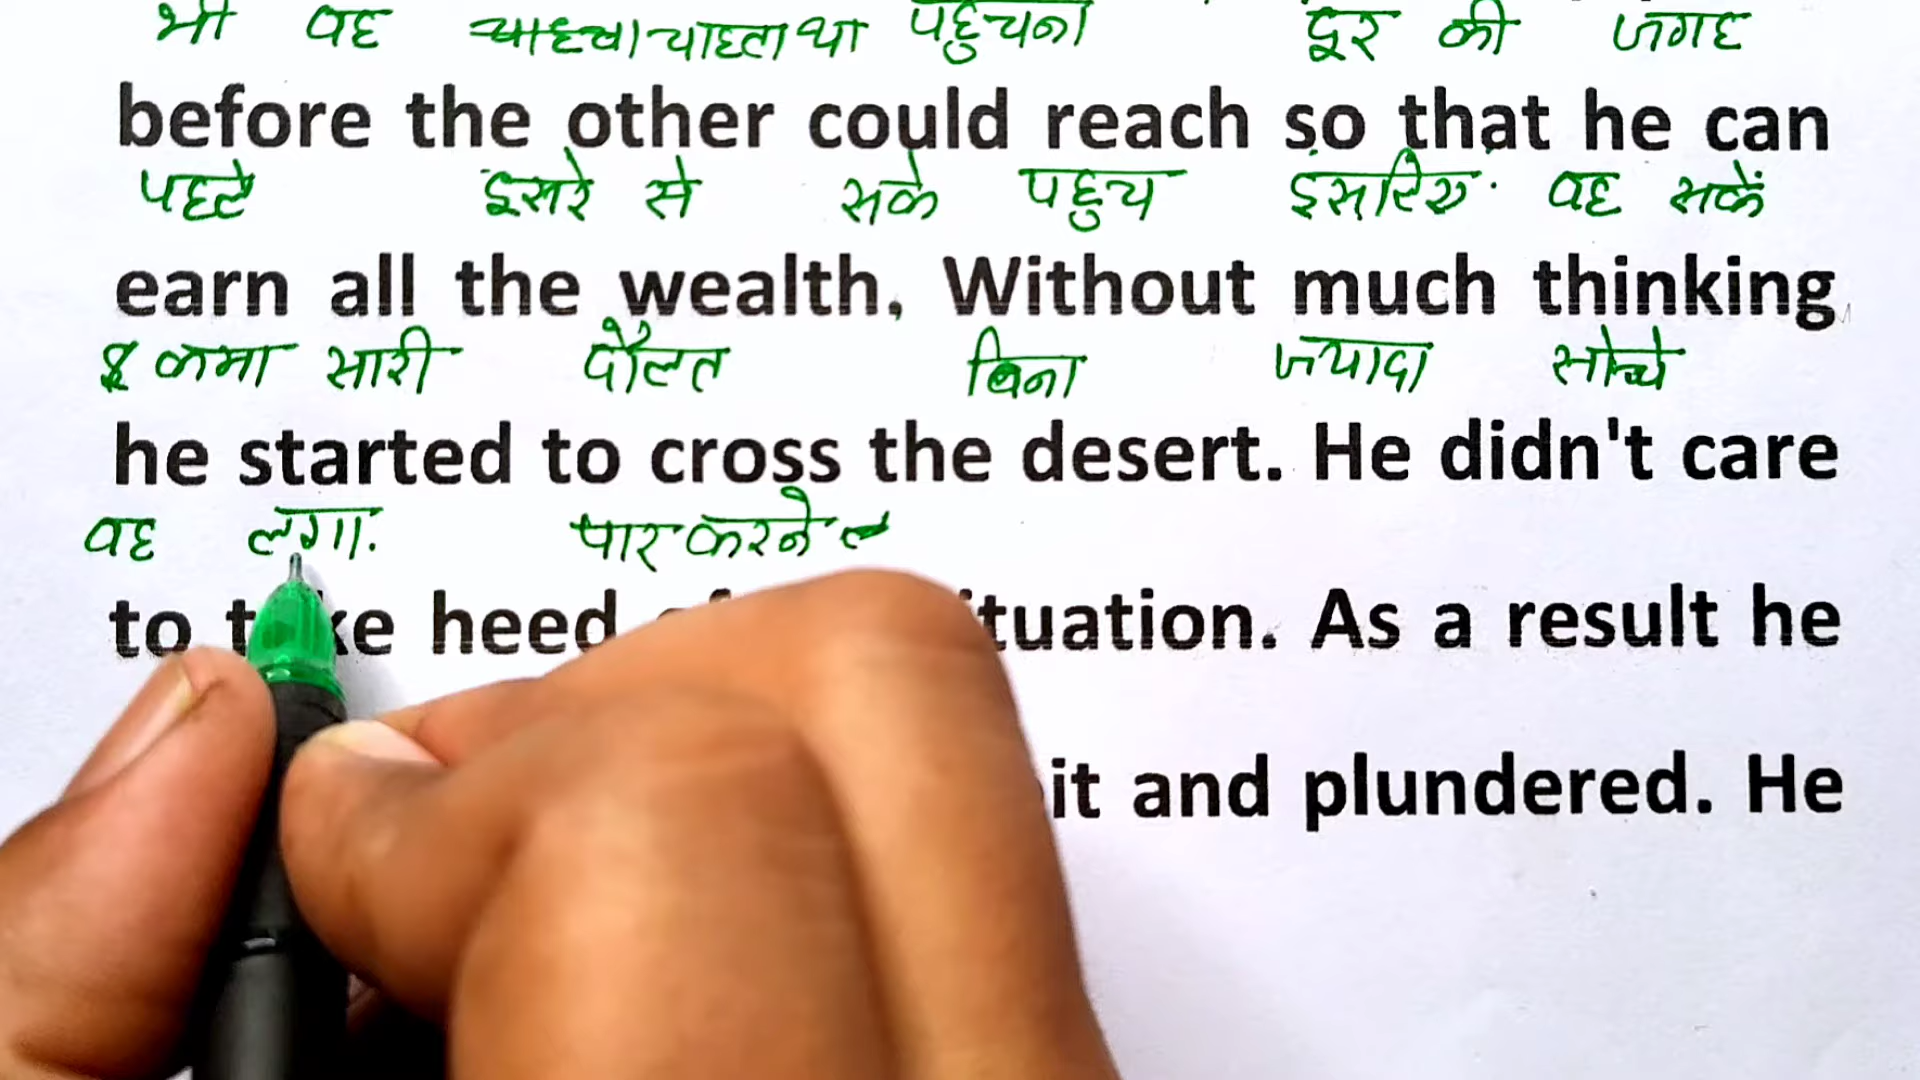 भी वह चाहता था पहुचना दूर की जगह
before the other could reach so that he can
पहले दूसरे से सके पहुच इसलिए वह सकें
earn all the wealth. Without much thinking
कमा सारी दौलत बिना ज्यादा सोचे
he started to cross the desert. He didn't care
वह लगा. पार करने
to take heed situation. As a result he
it and plundered. He